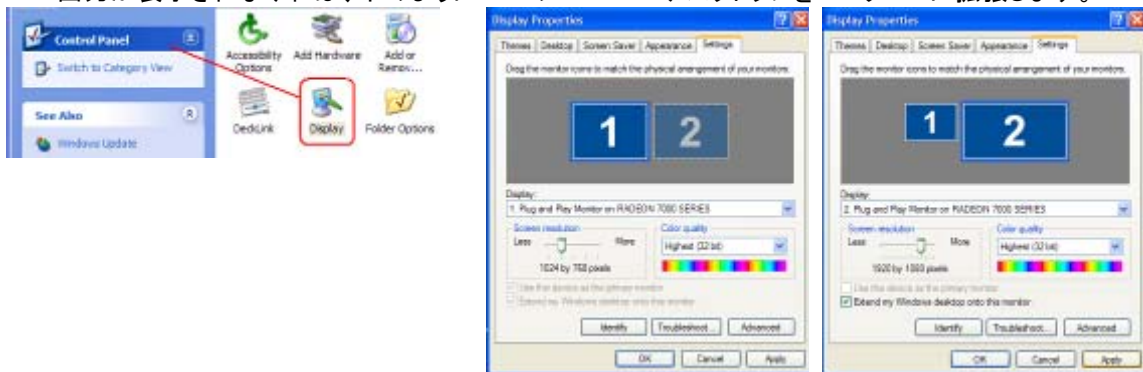 Control Panel
Switch to Category View
See Also
Windows Update
Accessibility Options
Add Hardware
Add or Remov...
DeckLink
Display
Folder Options
Display Properties
Themes Desktop Screen Saver Appearance Settings
Drag the monitor icons to match the physical arrangement of your monitors.
1 2
Display:
1. Plug and Play Monitor on RADEON 7000 SERIES
Screen resolution
Less More
1024 by 768 pixels
Color quality
Highest (32 bit)
Use this device as the primary monitor
Extend my Windows desktop onto this monitor
Identify Troubleshoot... Advanced
OK Cancel Apply
Display Properties
Themes Desktop Screen Saver Appearance Settings
Drag the monitor icons to match the physical arrangement of your monitors.
1 2
Display:
2. Plug and Play Monitor on RADEON 7000 SERIES
Screen resolution
Less More
1920 by 1080 pixels
Color quality
Highest (32 bit)
Use this device as the primary monitor
Extend my Windows desktop onto this monitor
Identify Troubleshoot... Advanced
OK Cancel Apply